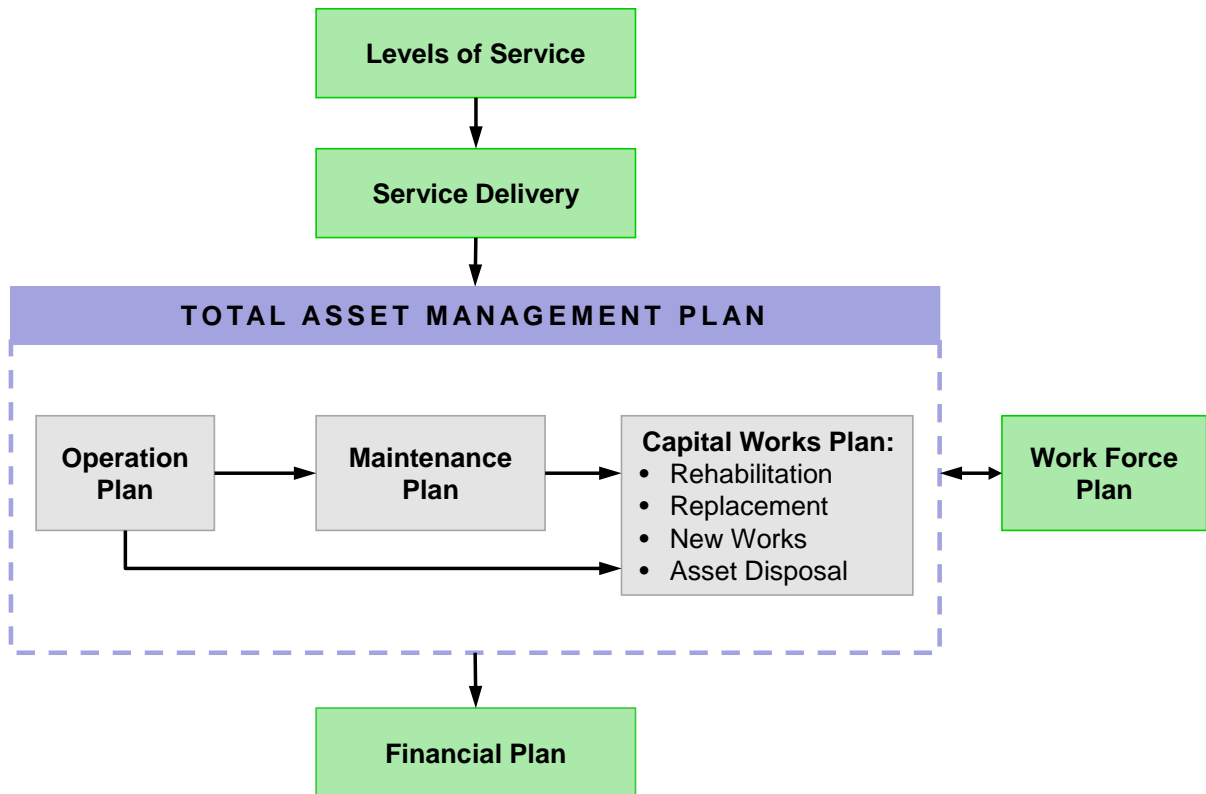 Levels of Service
Service Delivery
TOTAL ASSET MANAGEMENT PLAN
Operation
Plan
Maintenance
Plan
Capital Works Plan:
• Rehabilitation
• Replacement
• New Works
• Asset Disposal
Work Force
Plan
Financial Plan